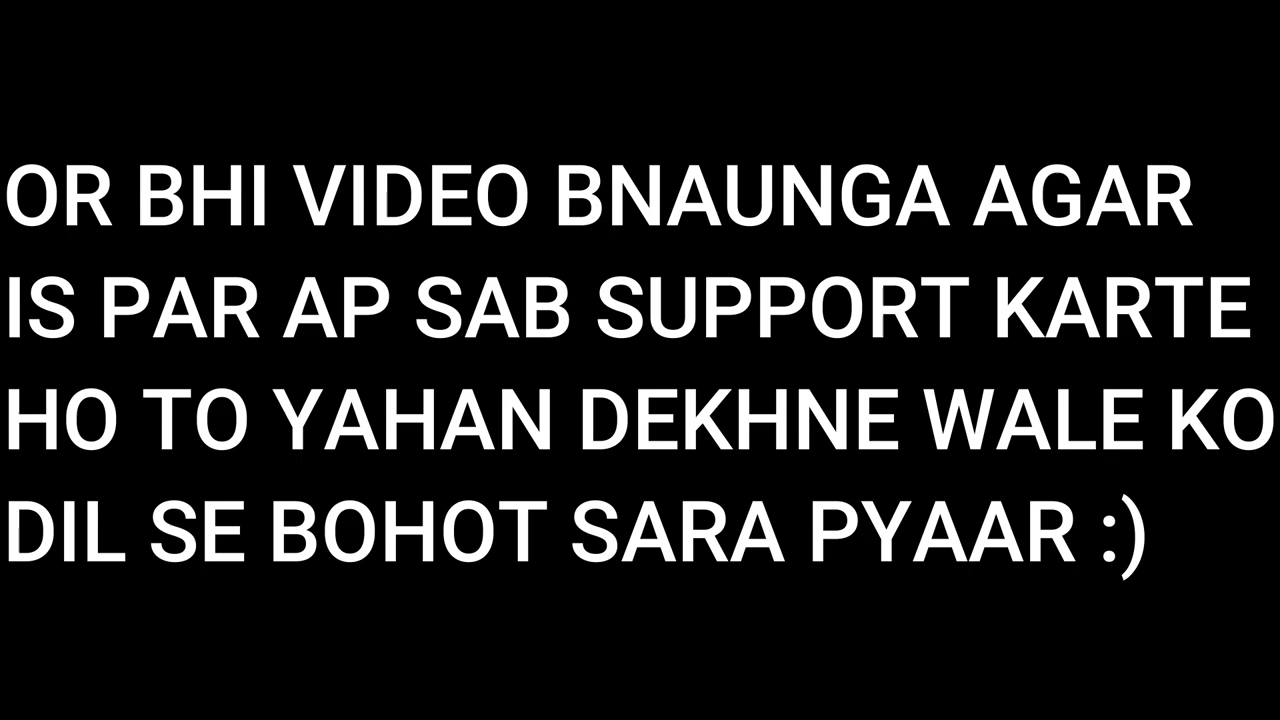 OR BHI VIDEO BNAUNGA AGAR
IS PAR AP SAB SUPPORT KARTE
HO TO YAHAN DEKHNE WALE KO
DIL SE BOHOT SARA PYAAR :)